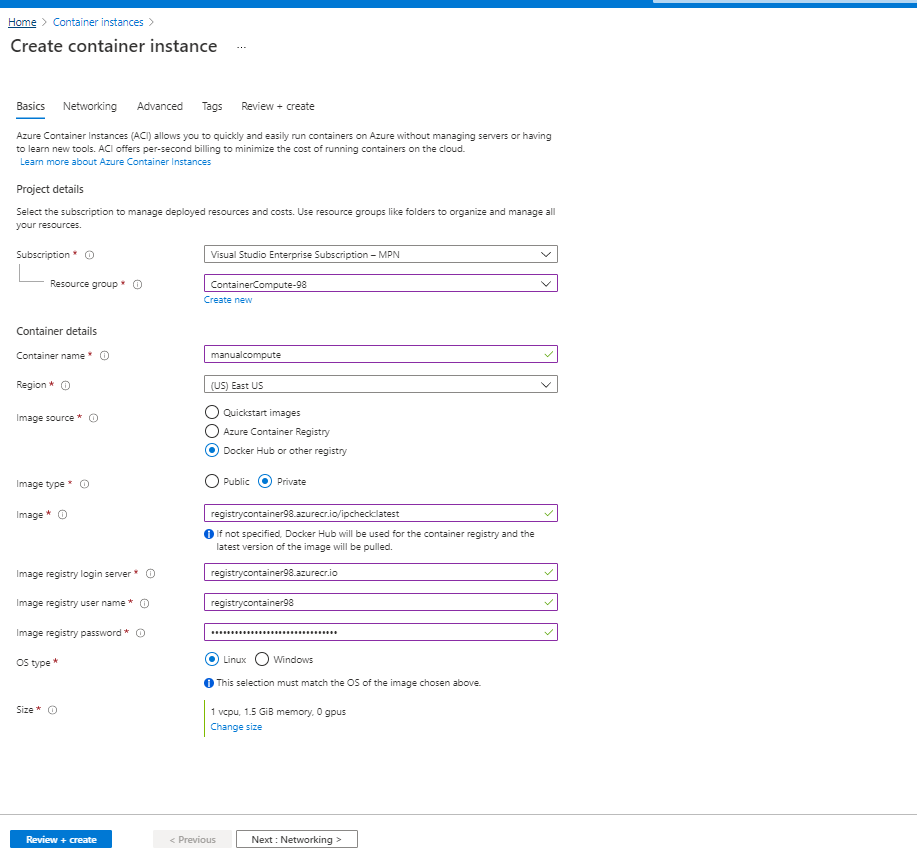 Home > Container instances >
Create container instance ...
Basics Networking Advanced Tags Review + create
Azure Container Instances (ACI) allows you to quickly and easily run containers on Azure without managing servers or having
to learn new tools. ACI offers per-second billing to minimize the cost of running containers on the cloud.
Learn more about Azure Container Instances
Project details
Select the subscription to manage deployed resources and costs. Use resource groups like folders to organize and manage all
your resources.
Subscription * Visual Studio Enterprise Subscription – MPN
Resource group * ContainerCompute-98
Create new
Container details
Container name * manualcompute
Region * (US) East US
Image source * Quickstart images
Azure Container Registry
Docker Hub or other registry
Image type * Public Private
Image * registrycontainer98.azurecr.io/ipcheck:latest
If not specified, Docker Hub will be used for the container registry and the
latest version of the image will be pulled.
Image registry login server * registrycontainer98.azurecr.io
Image registry user name * registrycontainer98
Image registry password * ••••••••••••••••••••••••••••••••
OS type * Linux Windows
This selection must match the OS of the image chosen above.
Size * 1 vcpu, 1.5 GiB memory, 0 gpus
Change size
Review + create < Previous Next : Networking >